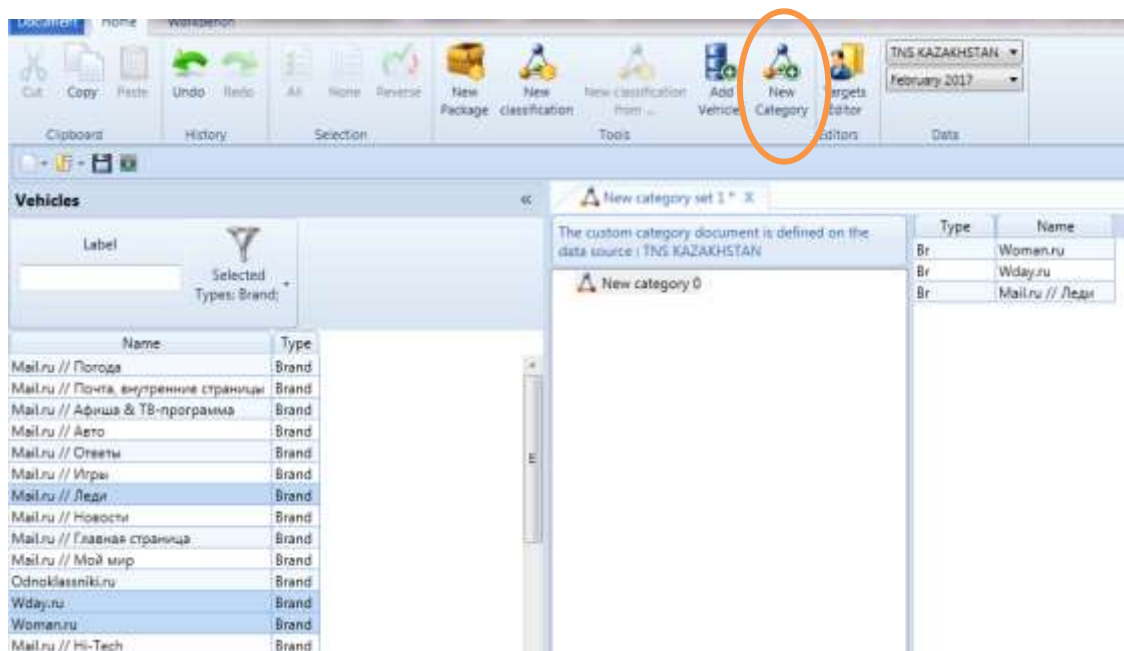 Document Home Workbench
Cut Copy Paste Undo Redo All None Reverse New Package New classification New classification from ... Add Vehicles New Category Targets Editor
TNS KAZAKHSTAN
February 2017
Clipboard History Selection Tools Editors Data
Vehicles «
New category set 1 * X
Label
Selected
Types: Brand;
The custom category document is defined on the
data source : TNS KAZAKHSTAN
New category 0
Type Name
Br Woman.ru
Br Wday.ru
Br Mail.ru // Леди
Name Type
Mail.ru // Погода Brand
Mail.ru // Почта, внутренние страницы Brand
Mail.ru // Афиша & ТВ-программа Brand
Mail.ru // Авто Brand
Mail.ru // Ответы Brand
Mail.ru // Игры Brand
Mail.ru // Леди Brand
Mail.ru // Новости Brand
Mail.ru // Главная страница Brand
Mail.ru // Мой мир Brand
Odnoklassniki.ru Brand
Wday.ru Brand
Woman.ru Brand
Mail.ru // Hi-Tech Brand